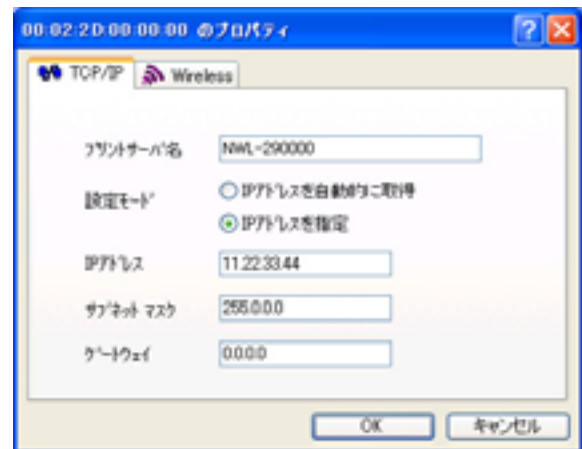 00:02:2D:00:00:00 のプロパティ
TCP/IP Wireless
プリントサーバ名 NWL-290000
設定モード IPアドレスを自動的に取得
IPアドレスを指定
IPアドレス 11.22.33.44
サブネット マスク 255.0.0.0
ゲートウェイ 0.0.0.0
OK キャンセル